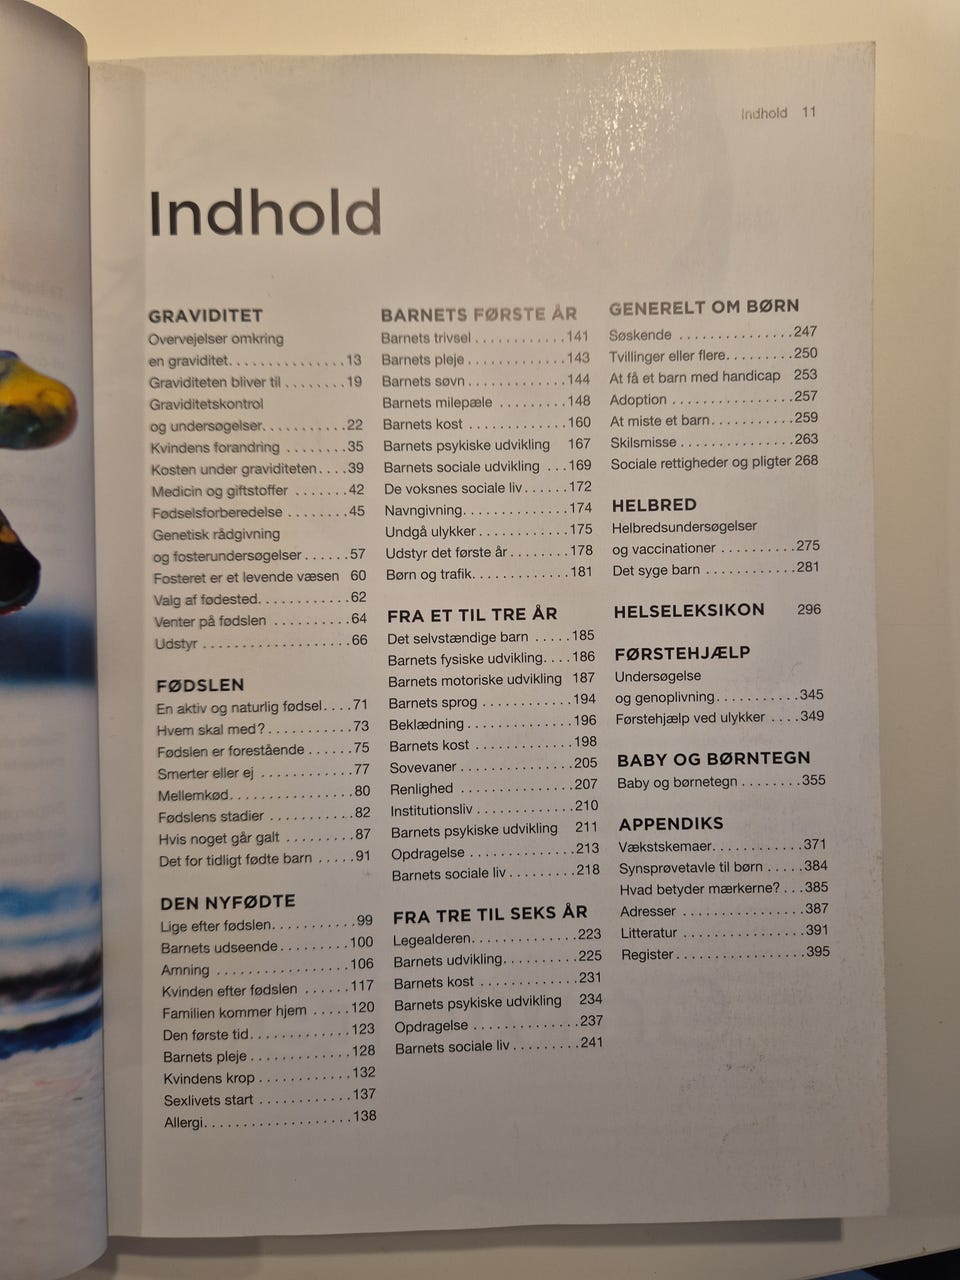 Indhold 11
Indhold
GRAVIDITET
Overvejelser omkring
en graviditet. . . . . . . . . . . . . . 13
Graviditeten bliver til . . . . . . . . 19
Graviditetskontrol
og undersøgelser. . . . . . . . . . 22
Kvindens forandring . . . . . . . . 35
Kosten under graviditeten. . . . 39
Medicin og giftstoffer . . . . . . . 42
Fødselsforberedelse . . . . . . . . 45
Genetisk rådgivning
og fosterundersøgelser. . . . . . 57
Fosteret er et levende væsen 60
Valg af fødested. . . . . . . . . . . . 62
Venter på fødslen . . . . . . . . . . 64
Udstyr . . . . . . . . . . . . . . . . . . . 66
FØDSLEN
En aktiv og naturlig fødsel. . . . 71
Hvem skal med?. . . . . . . . . . . 73
Fødslen er forestående . . . . . . 75
Smerter eller ej . . . . . . . . . . . . 77
Mellemkød. . . . . . . . . . . . . . . 80
Fødslens stadier . . . . . . . . . . . 82
Hvis noget går galt . . . . . . . . . 87
Det for tidligt fødte barn . . . . . 91
DEN NYFØDTE
Lige efter fødslen. . . . . . . . . . . 99
Barnets udseende. . . . . . . . . 100
Amning . . . . . . . . . . . . . . . . . 106
Kvinden efter fødslen . . . . . . 117
Familien kommer hjem . . . . . 120
Den første tid. . . . . . . . . . . . . 123
Barnets pleje . . . . . . . . . . . . . 128
Kvindens krop . . . . . . . . . . . . 132
Sexlivets start . . . . . . . . . . . . 137
Allergi. . . . . . . . . . . . . . . . . . . 138
BARNETS FØRSTE ÅR
Barnets trivsel . . . . . . . . . . . . 141
Barnets pleje . . . . . . . . . . . . . 143
Barnets søvn . . . . . . . . . . . . . 144
Barnets milepæle . . . . . . . . . 148
Barnets kost . . . . . . . . . . . . . 160
Barnets psykiske udvikling 167
Barnets sociale udvikling . . . 169
De voksnes sociale liv. . . . . . 172
Navngivning. . . . . . . . . . . . . . 174
Undgå ulykker . . . . . . . . . . . . 175
Udstyr det første år . . . . . . . . 178
Børn og trafik. . . . . . . . . . . . . 181
FRA ET TIL TRE ÅR
Det selvstændige barn . . . . . 185
Barnets fysiske udvikling. . . . 186
Barnets motoriske udvikling 187
Barnets sprog . . . . . . . . . . . . 194
Beklædning . . . . . . . . . . . . . . 196
Barnets kost . . . . . . . . . . . . . 198
Sovevaner . . . . . . . . . . . . . . . 205
Renlighed . . . . . . . . . . . . . . . 207
Institutionsliv . . . . . . . . . . . . . 210
Barnets psykiske udvikling 211
Opdragelse . . . . . . . . . . . . . . 213
Barnets sociale liv . . . . . . . . . 218
FRA TRE TIL SEKS ÅR
Legealderen. . . . . . . . . . . . . . 223
Barnets udvikling. . . . . . . . . . 225
Barnets kost . . . . . . . . . . . . . 231
Barnets psykiske udvikling 234
Opdragelse . . . . . . . . . . . . . . 237
Barnets sociale liv . . . . . . . . . 241
GENERELT OM BØRN
Søskende . . . . . . . . . . . . . . . 247
Tvillinger eller flere. . . . . . . . . 250
At få et barn med handicap 253
Adoption . . . . . . . . . . . . . . . . 257
At miste et barn. . . . . . . . . . . 259
Skilsmisse . . . . . . . . . . . . . . . 263
Sociale rettigheder og pligter 268
HELBRED
Helbredsundersøgelser
og vaccinationer . . . . . . . . . . 275
Det syge barn . . . . . . . . . . . . 281
HELSELEKSIKON 296
FØRSTEHJÆLP
Undersøgelse
og genoplivning. . . . . . . . . . . 345
Førstehjælp ved ulykker . . . . 349
BABY OG BØRNTEGN
Baby og børnetegn . . . . . . . . 355
APPENDIKS
Vækstskemaer. . . . . . . . . . . . 371
Synsprøvetavle til børn . . . . . 384
Hvad betyder mærkerne? . . . 385
Adresser . . . . . . . . . . . . . . . . 387
Litteratur . . . . . . . . . . . . . . . . 391
Register . . . . . . . . . . . . . . . . . 395